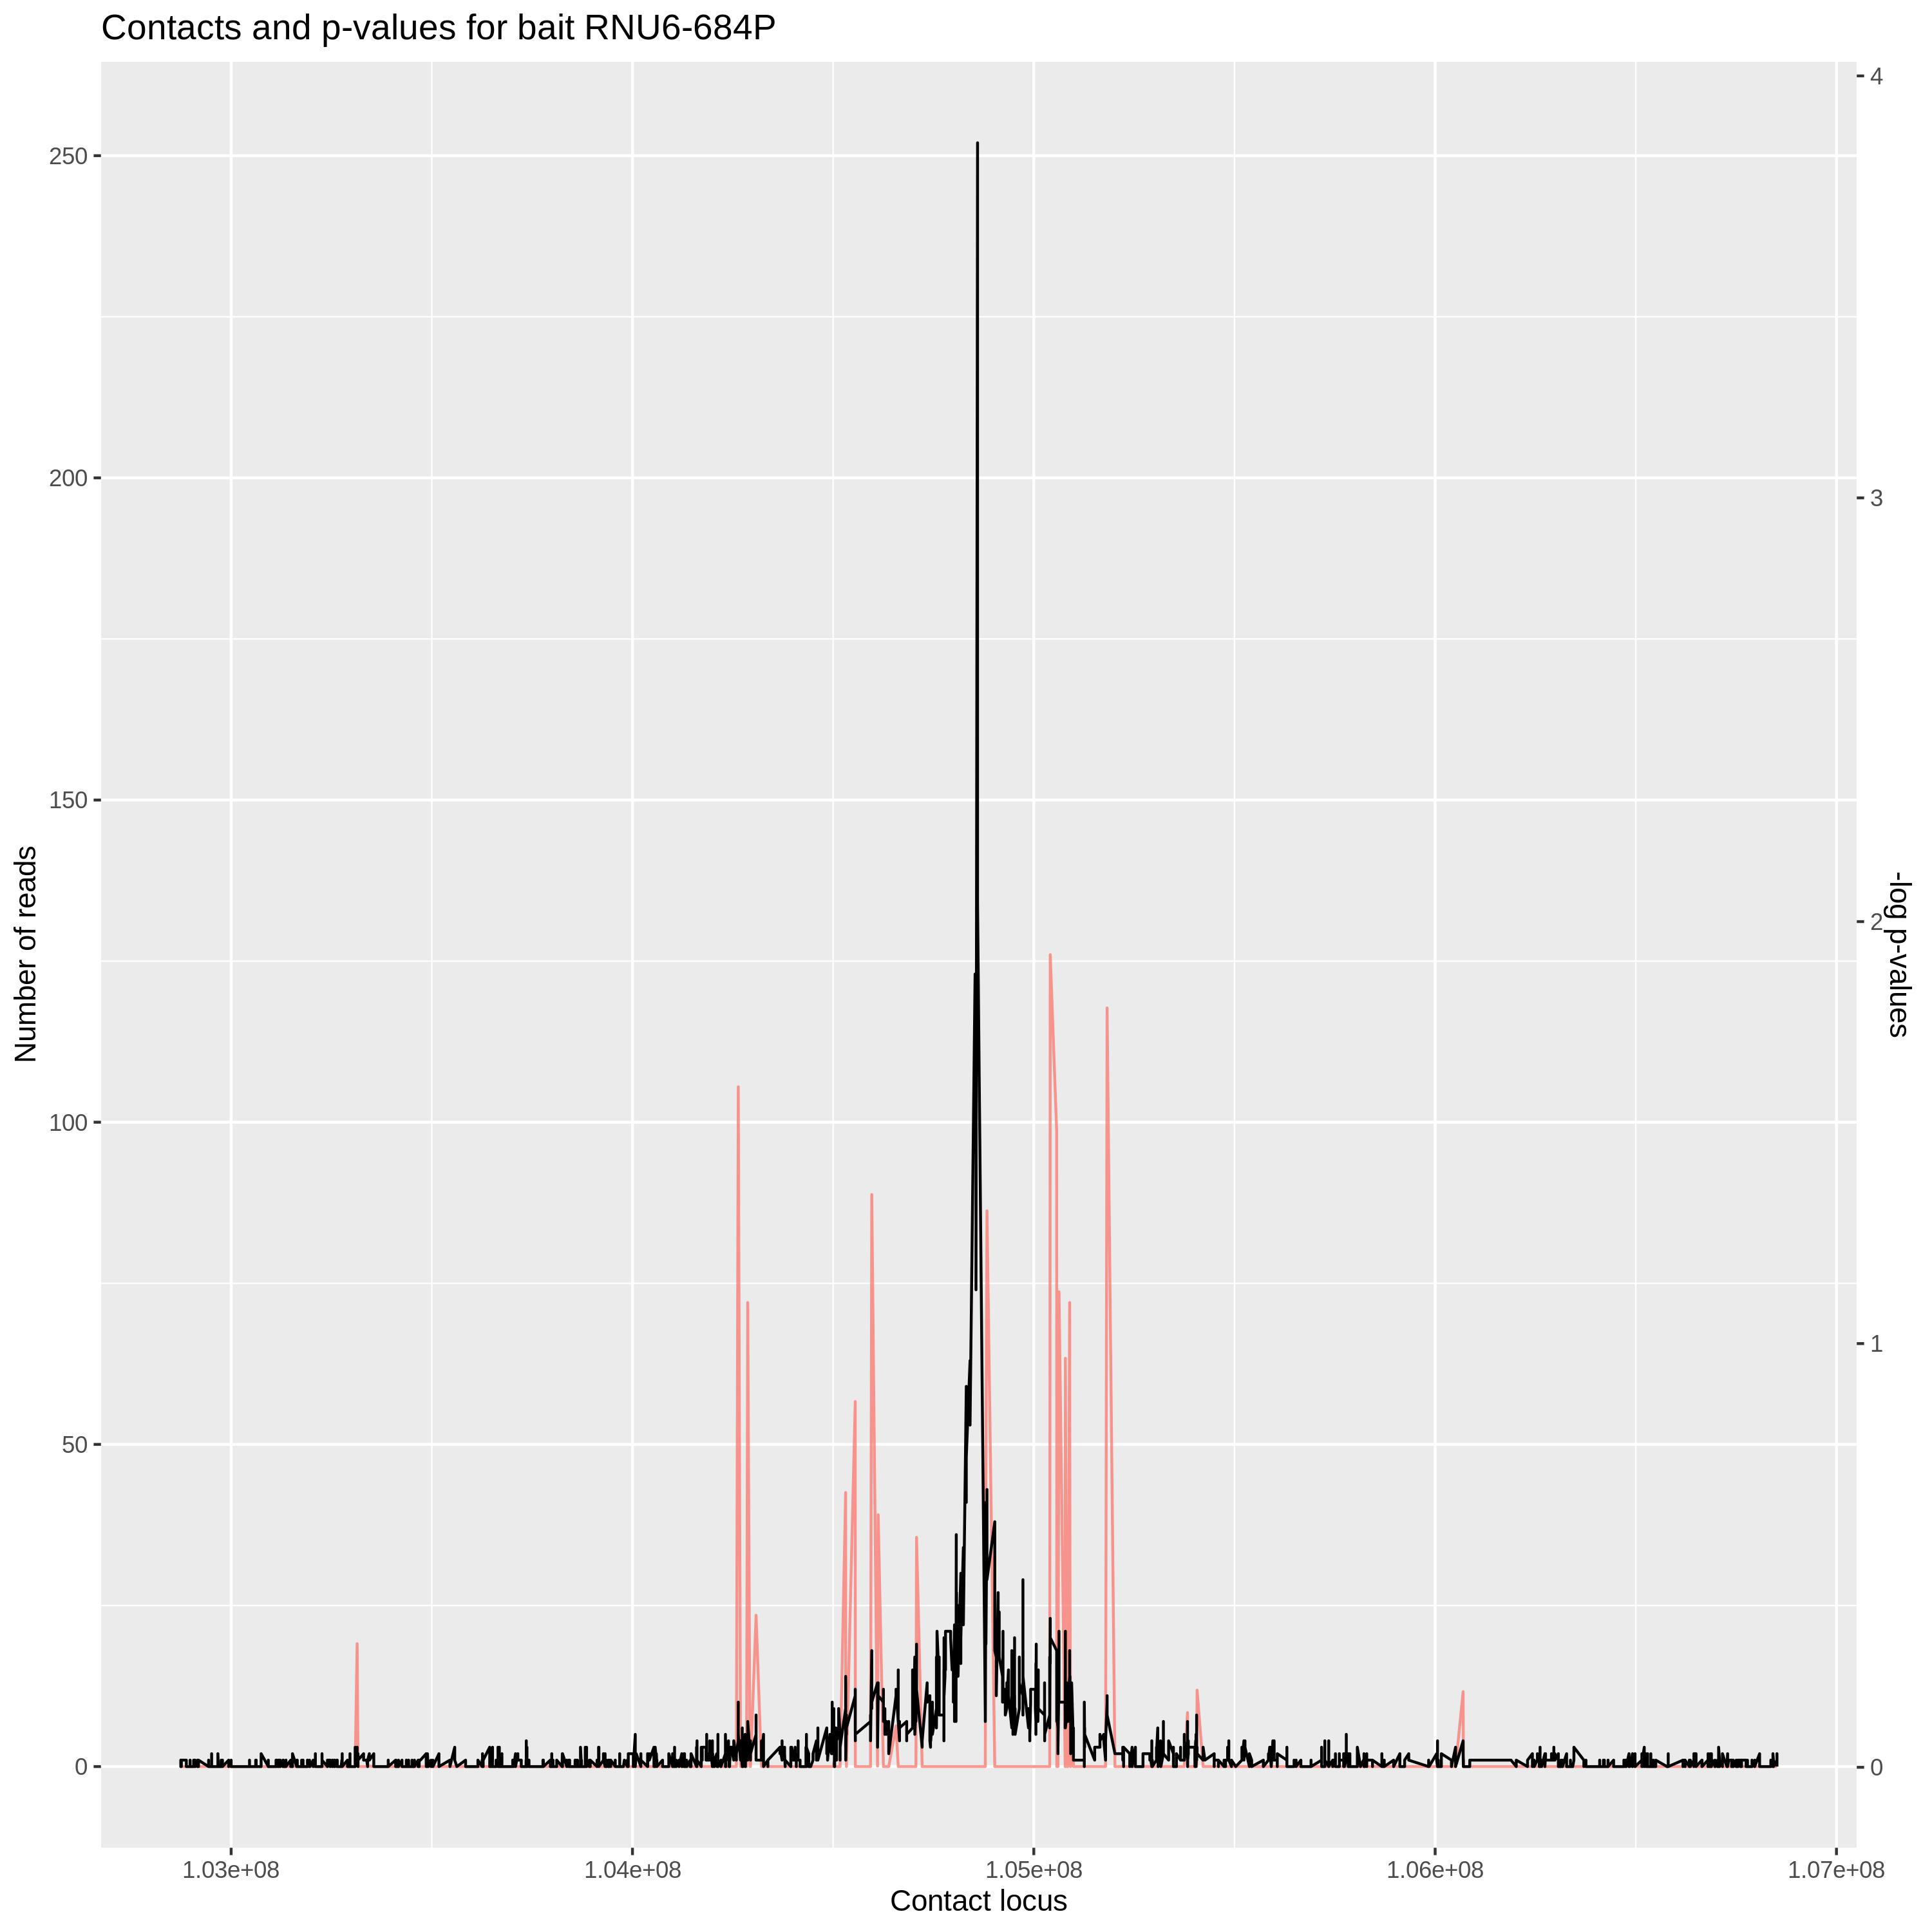 Contacts and p-values for bait RNU6-684P
250
200
150
100
50
0
4
3
2
1
0
Number of reads
-log p-values
1.03e+08
1.04e+08
1.05e+08
1.06e+08
1.07e+08
Contact locus